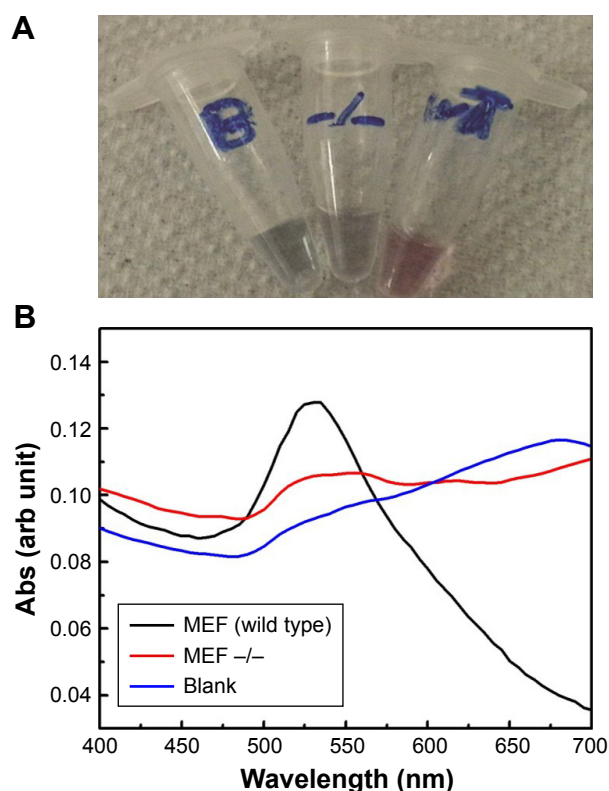 A
B
-/-
WT
B
0.14
0.12
0.10
0.08
0.06
0.04
Abs (arb unit)
MEF (wild type)
MEF –/–
Blank
400 450 500 550 600 650 700
Wavelength (nm)